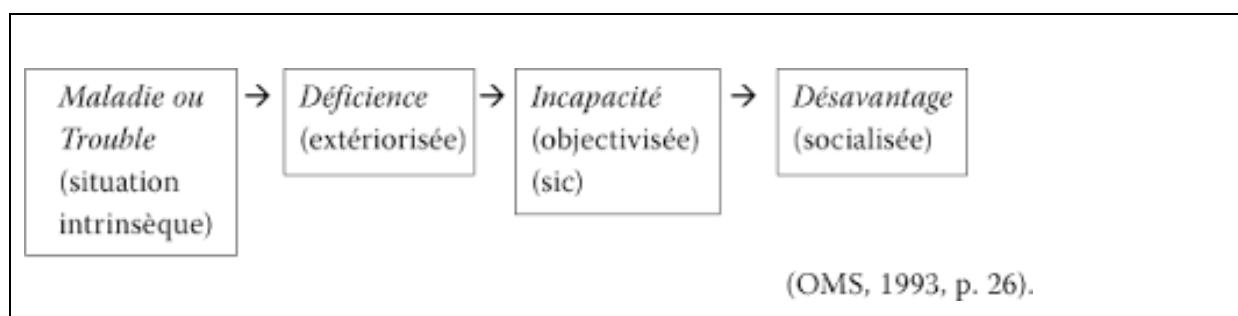 Maladie ou
Trouble
(situation
intrinsèque)
→
Déficience
(extériorisée)
→
Incapacité
(objectivisée)
(sic)
→
Désavantage
(socialisée)
(OMS, 1993, p. 26).